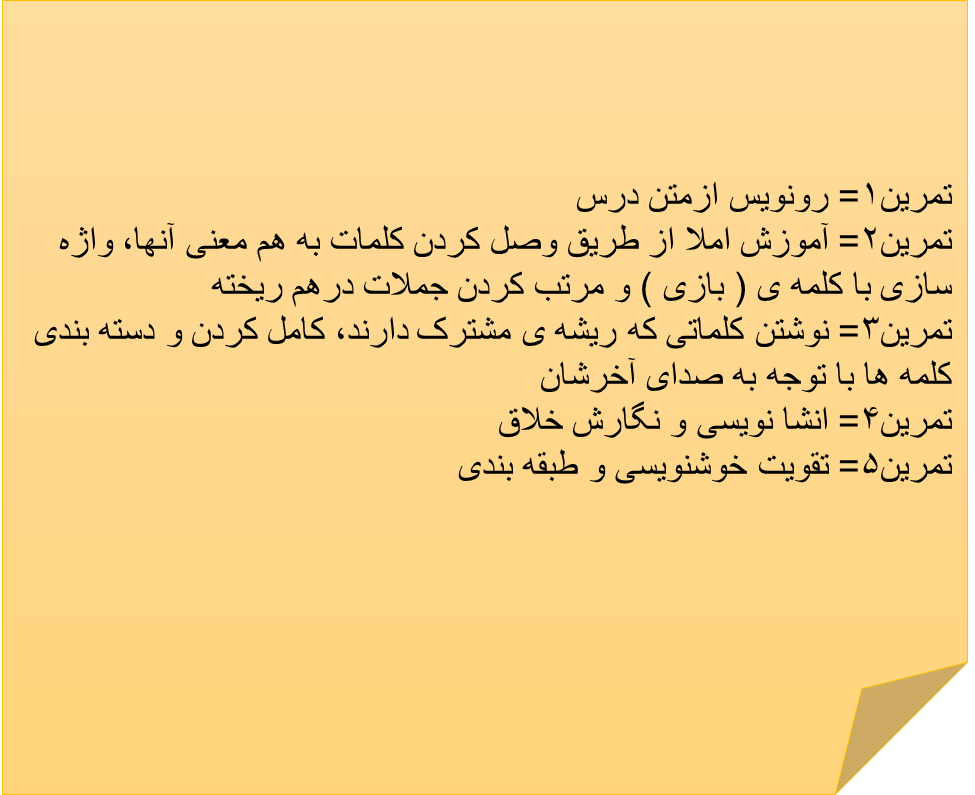 تمرین۱= رونویس ازمتن درس
تمرین۲= آموزش املا از طریق وصل کردن کلمات به هم معنی آنها، واژه
سازی با کلمه ی ( بازی ) و مرتب کردن جملات درهم ریخته
تمرین۳= نوشتن کلماتی که ریشه ی مشترک دارند، کامل کردن و دسته بندی
کلمه ها با توجه به صدای آخرشان
تمرین۴= انشا نویسی و نگارش خلاق
تمرین۵= تقویت خوشنویسی و طبقه بندی